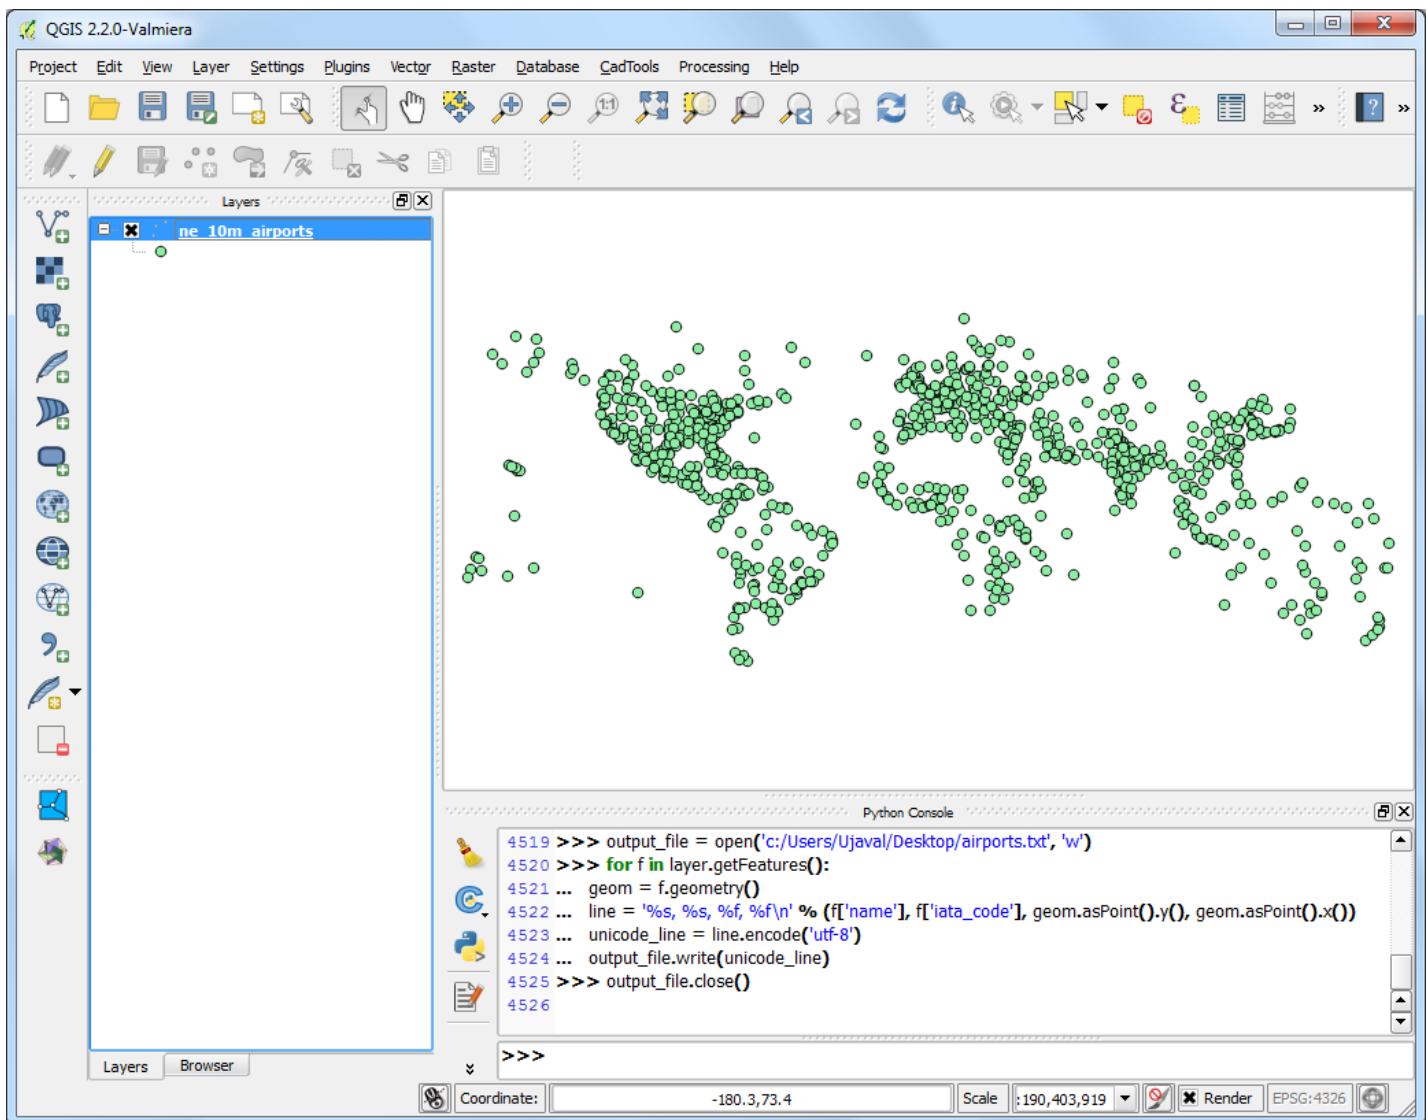 QGIS 2.2.0-Valmiera
Project Edit View Layer Settings Plugins Vector Raster Database CadTools Processing Help
1:1
»
?
»
Layers
ne_10m_airports
Python Console
4519 >>> output_file = open('c:/Users/Ujaval/Desktop/airports.txt', 'w')
4520 >>> for f in layer.getFeatures():
4521 ... geom = f.geometry()
4522 ... line = '%s, %s, %f, %f\n' % (f['name'], f['iata_code'], geom.asPoint().y(), geom.asPoint().x())
4523 ... unicode_line = line.encode('utf-8')
4524 ... output_file.write(unicode_line)
4525 >>> output_file.close()
4526
>>>
Layers Browser
Coordinate: -180.3,73.4 Scale :190,403,919 Render EPSG:4326